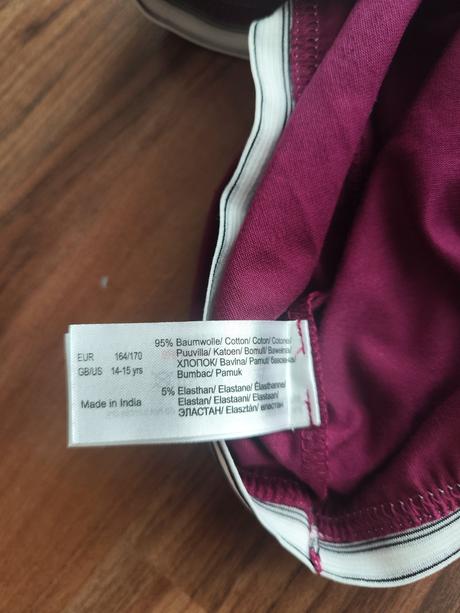 EUR 164/170
GB/US 14-15 yrs
Made in India
95% Baumwolle/ Cotton/ Coton/
Puuvilla/ Katoen/ Bomull/
ХЛОПОК/ Bavlna/ Pamut/
Bumbac/ Pamuk
5% Elasthan/ Elastane/ Élasthanne/
Elastan/ Elastaani/ Elastaan/
ЭЛАСТАН/ Elasztán/ еластан